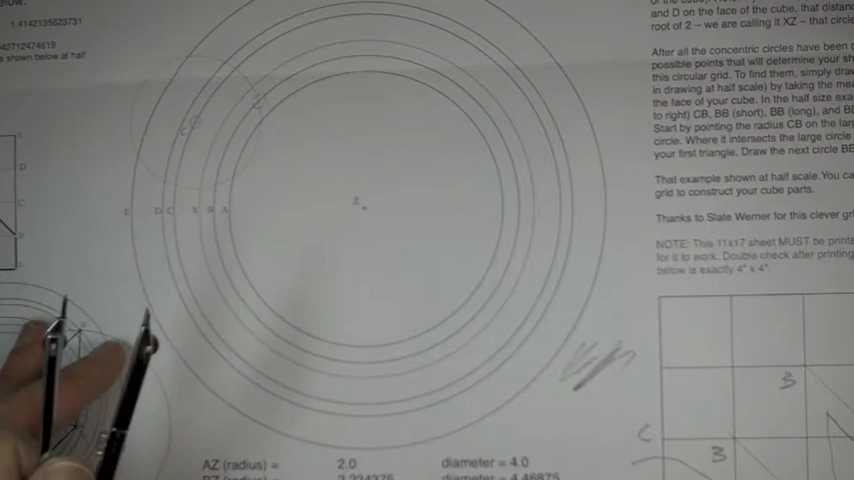 1.4142135623731
42712474619
shown below at half
and D on the face of the cube, that distan
root of 2 – we are calling it XZ – that circle
After all the concentric circles have been
possible points that will determine your sh
this circular grid. To find them, simply draw
in drawing at half scale) by taking the mea
the face of your cube. In the half size exa
to right) CB, BB (short), BB (long), and
Start by pointing the radius CB on the larg
circle. Where it intersects the large circle
your first triangle. Draw the next circle BB
That example shown at half scale. You ca
grid to construct your cube parts.
Thanks to Slate Werner for this clever gri
NOTE: This 11x17 sheet MUST be printe
for it to work. Double check after printing
below is exactly 4" x 4".
C
Z
E D C X B A
D
C
B
B
C
B
AZ (radius) = 2.0 diameter = 4.0
2.234375 diameter = 4.46875